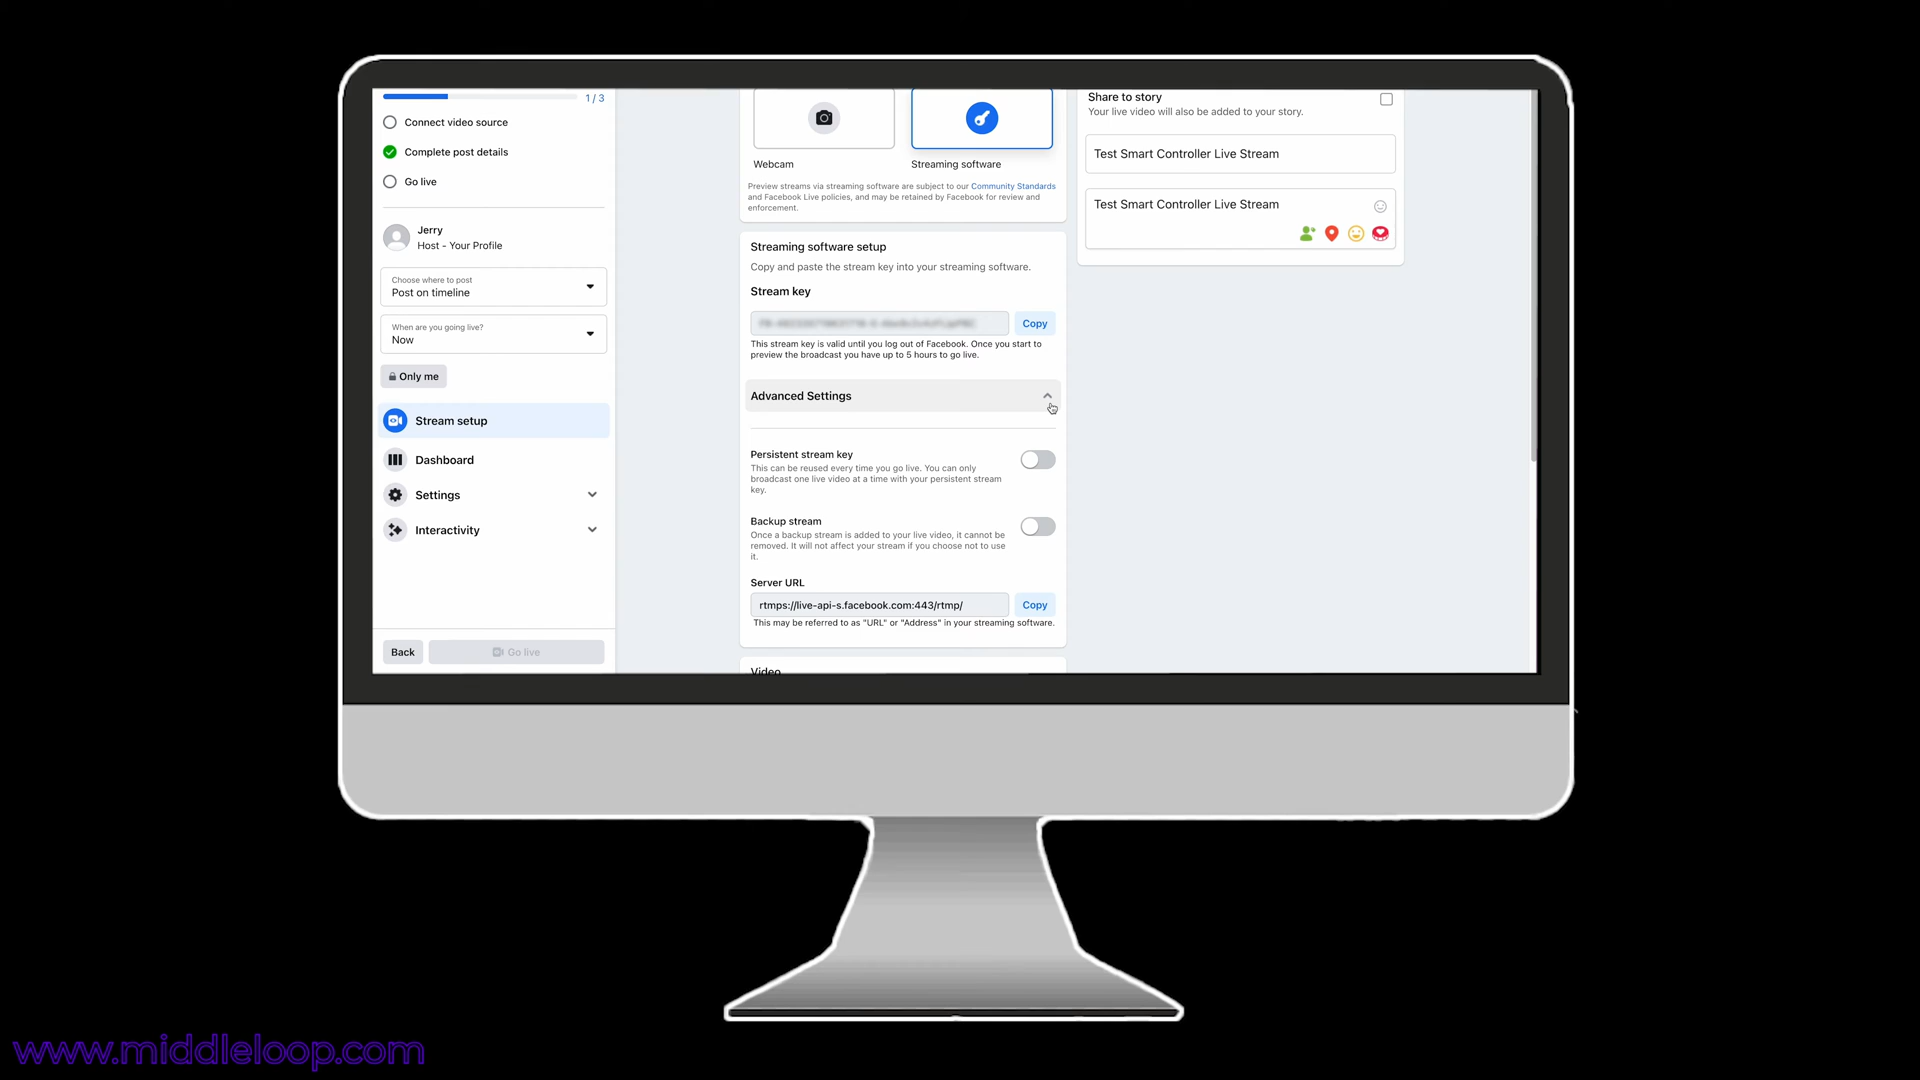 1 / 3
Connect video source
Complete post details
Go live
Jerry
Host - Your Profile
Choose where to post
Post on timeline
When are you going live?
Now
Only me
Stream setup
Dashboard
Settings
Interactivity
Back
Go live
Webcam
Streaming software
Preview streams via streaming software are subject to our Community Standards
and Facebook Live policies, and may be retained by Facebook for review and
enforcement.
Streaming software setup
Copy and paste the stream key into your streaming software.
Stream key
Copy
This stream key is valid until you log out of Facebook. Once you start to
preview the broadcast you have up to 5 hours to go live.
Advanced Settings
Persistent stream key
This can be reused every time you go live. You can only
broadcast one live video at a time with your persistent stream
key.
Backup stream
Once a backup stream is added to your live video, it cannot be
removed. It will not affect your stream if you choose not to use
it.
Server URL
rtmps://live-api-s.facebook.com:443/rtmp/
Copy
This may be referred to as "URL" or "Address" in your streaming software.
Video
Share to story
Your live video will also be added to your story.
Test Smart Controller Live Stream
Test Smart Controller Live Stream
www.middleloop.com